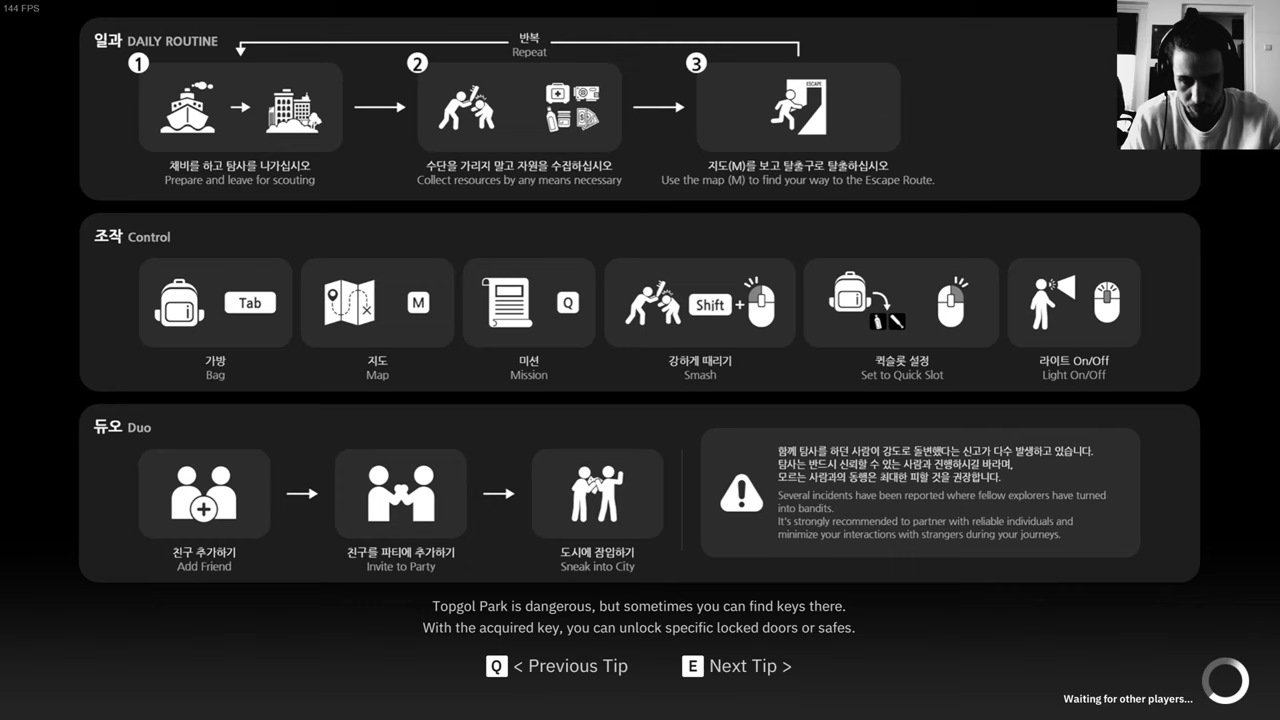 144 FPS
일과 DAILY ROUTINE
반복
Repeat
1
2
3
ESCAPE
채비를 하고 탐사를 나가십시오
Prepare and leave for scouting
수단을 가리지 말고 자원을 수집하십시오
Collect resources by any means necessary
지도(M)를 보고 탈출구로 탈출하십시오
Use the map (M) to find your way to the Escape Route.
조작 Control
Tab
M
Q
Shift +
가방
Bag
지도
Map
미션
Mission
강하게 때리기
Smash
퀵슬롯 설정
Set to Quick Slot
라이트 On/Off
Light On/Off
듀오 Duo
친구 추가하기
Add Friend
친구를 파티에 추가하기
Invite to Party
도시에 잠입하기
Sneak into City
함께 탐사를 하던 사람이 강도로 돌변했다는 신고가 다수 발생하고 있습니다.
탐사는 반드시 신뢰할 수 있는 사람과 진행하시길 바라며,
모르는 사람과의 동행은 최대한 피할 것을 권장합니다.
Several incidents have been reported where fellow explorers have turned
into bandits.
It's strongly recommended to partner with reliable individuals and
minimize your interactions with strangers during your journeys.
Topgol Park is dangerous, but sometimes you can find keys there.
With the acquired key, you can unlock specific locked doors or safes.
Q < Previous Tip
E Next Tip >
Waiting for other players...